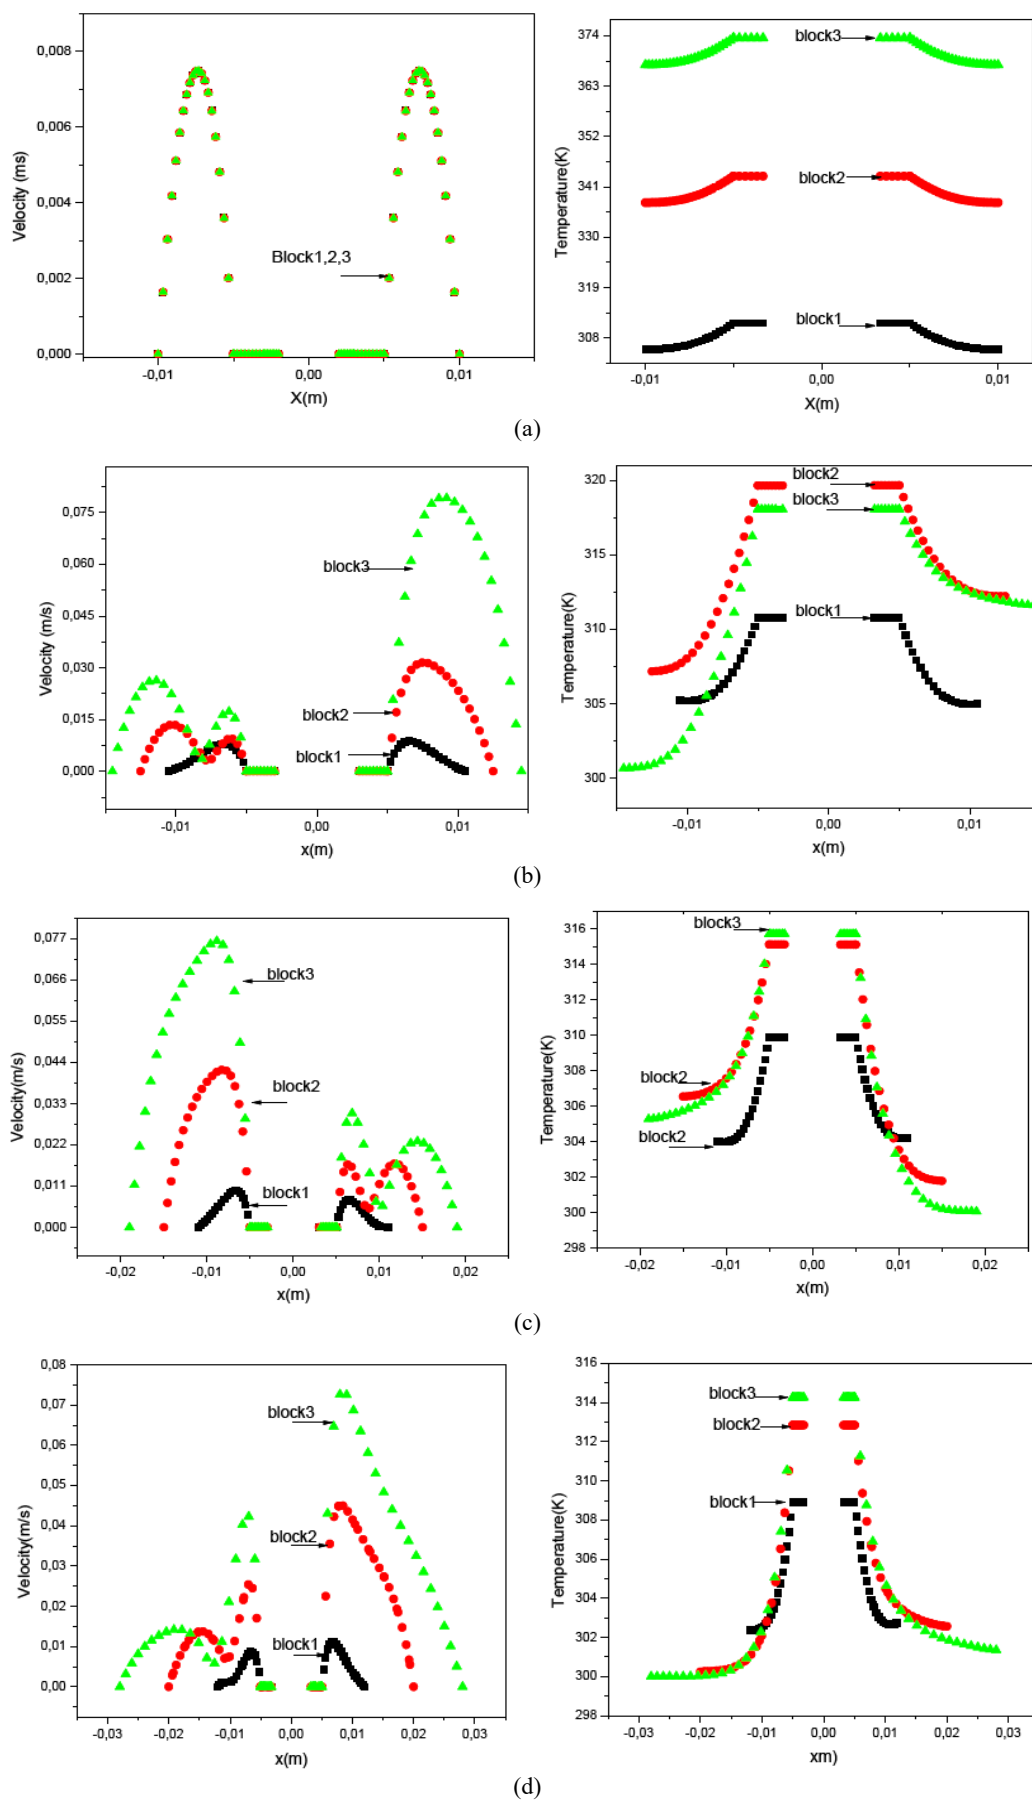 0,008
0,006
0,004
0,002
0,000
Velocity (ms)
Block1,2,3
-0,01
0,00
0,01
X(m)
374
363
352
341
330
319
308
Temperature(K)
block3
block2
block1
-0,01
0,00
0,01
X(m)
(a)
0,075
0,060
0,045
0,030
0,015
0,000
Velocity (m/s)
block3
block2
block1
-0,01
0,00
0,01
x(m)
320
315
310
305
300
Temperature(K)
block2
block3
block1
-0,01
0,00
0,01
x(m)
(b)
0,077
0,066
0,055
0,044
0,033
0,022
0,011
0,000
Velocity(m/s)
block3
block2
block1
-0,02
-0,01
0,00
0,01
0,02
x(m)
316
314
312
310
308
306
304
302
300
298
Temperature(K)
block3
block2
block2
-0,02
-0,01
0,00
0,01
0,02
x(m)
(c)
0,08
0,07
0,06
0,05
0,04
0,03
0,02
0,01
0,00
Velocity(m/s)
block3
block2
block1
-0,03
-0,02
-0,01
0,00
0,01
0,02
0,03
x(m)
316
314
312
310
308
306
304
302
300
298
Temperature(K)
block3
block2
block1
-0,03
-0,02
-0,01
0,00
0,01
0,02
0,03
xm)
(d)